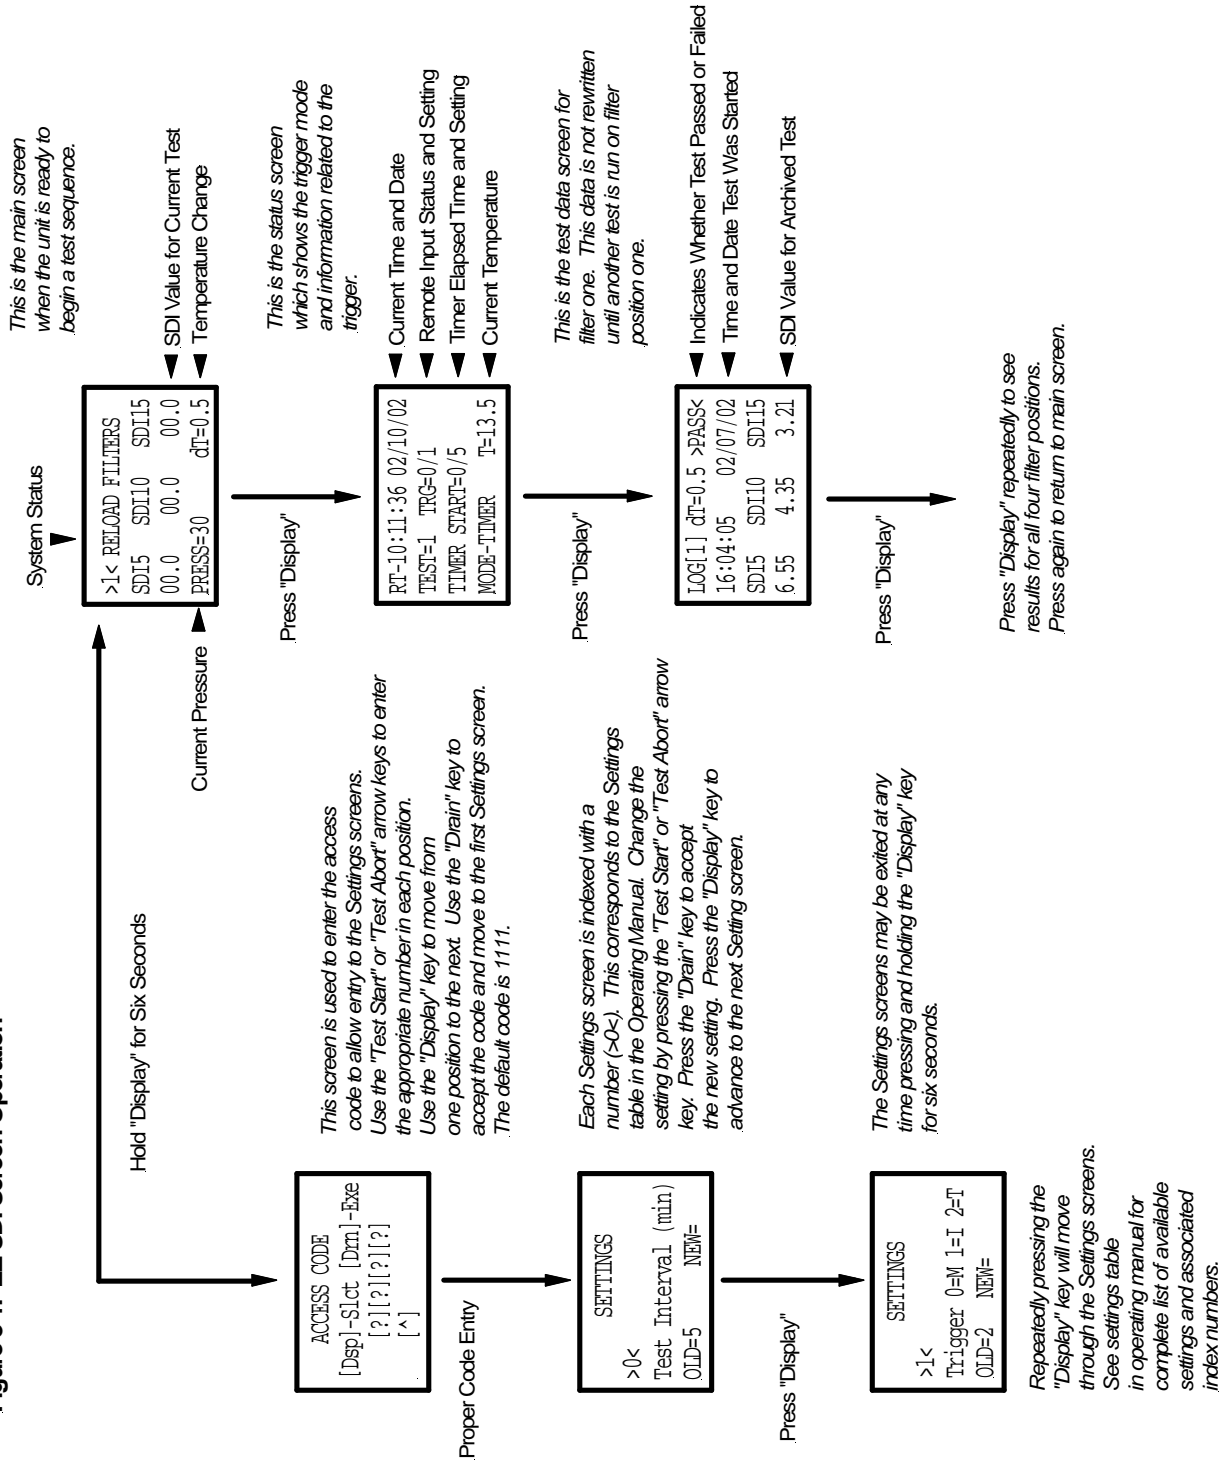 Figure
SDI Screen Operation
Hold "Display" for Six Seconds
System Status
>1< RELOAD FILTERS
SDI5 SDI10 SDI15
00.0 00.0 00.0
PRESS=30 dT=0.5
Current Pressure
SDI Value for Current Test
Temperature Change
This is the main screen
when the unit is ready to
begin a test sequence.
Press "Display"
RT-10:11:36 02/10/02
TEST=1 TRG=0/1
TIMER START=0/5
MODE-TIMER T=13.5
Current Time and Date
Remote Input Status and Setting
Timer Elapsed Time and Setting
Current Temperature
This is the status screen
which shows the trigger mode
and information related to the
trigger.
Press "Display"
LOG[1] dT=0.5 >PASS<
16:04:05 02/07/02
SDI5 SDI10 SDI15
6.55 4.35 3.21
Indicates Whether Test Passed or Failed
Time and Date Test Was Started
SDI Value for Archived Test
This is the test data screen for
filter one. This data is not rewritten
until another test is run on filter
position one.
Press "Display"
Press "Display" repeatedly to see
results for all four filter positions.
Press again to return to main screen.
ACCESS CODE
[Dsp]-Slct [Drn]-Exe
[?][?][?][?]
[^]
This screen is used to enter the access
code to allow entry to the Settings screens.
Use the "Test Start" or "Test Abort" arrow keys to enter
the appropriate number in each position.
Use the "Display" key to move from
one position to the next. Use the "Drain" key to
accept the code and move to the first Settings screen.
The default code is 1111.
Proper Code Entry
SETTINGS
>0<
Test Interval (min)
OLD=5 NEW=
Each Settings screen is indexed with a
number (>0<). This corresponds to the Settings
table in the Operating Manual. Change the
setting by pressing the "Test Start" or "Test Abort" arrow
key. Press the "Drain" key to accept
the new setting. Press the "Display" key to
advance to the next Setting screen.
Press "Display"
SETTINGS
>1<
Trigger 0=M 1=I 2=T
OLD=2 NEW=
The Settings screens may be exited at any
time pressing and holding the "Display" key
for six seconds.
Repeatedly pressing the
"Display" key will move
through the Settings screens.
See settings table
in operating manual for
complete list of available
settings and associated
index numbers.